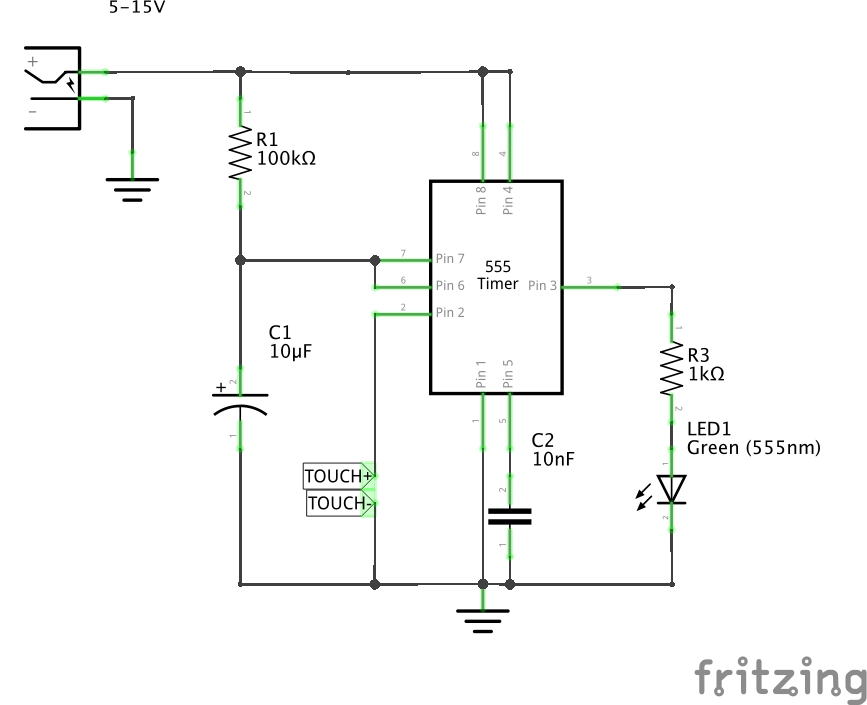 5-15V
+
-
1
R1
100kΩ
2
8
4
Pin 8
Pin 4
7
Pin 7
555
Timer
6
Pin 6
Pin 3
3
2
Pin 2
C1
10µF
+
2
1
1
R3
1kΩ
2
Pin 1
Pin 5
1
5
LED1
Green (555nm)
1
2
C2
10nF
2
1
TOUCH+
TOUCH-
fritzing